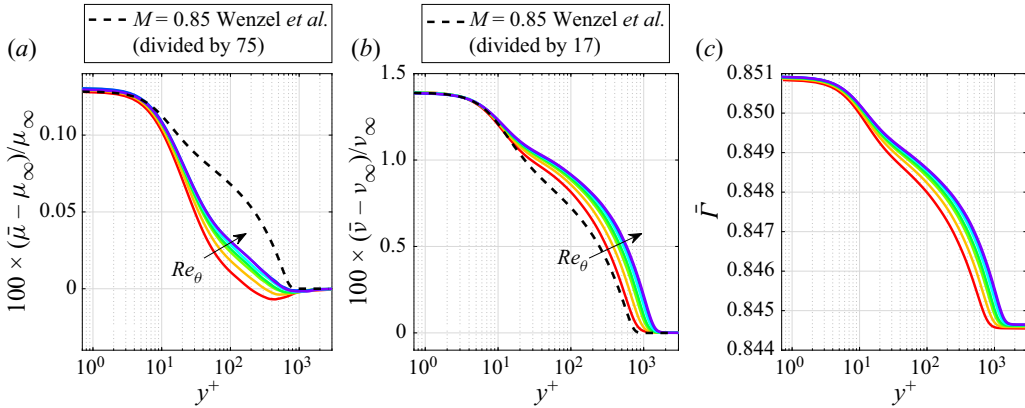 M = 0.85 Wenzel et al.
(divided by 75)
M = 0.85 Wenzel et al.
(divided by 17)
(a)
(b)
(c)
100 × (μ̄ − μ∞)/μ∞
0.10
0.05
0
Reθ
10⁰ 10¹ 10² 10³
y⁺
100 × (ν̄ − ν∞)/ν∞
1.5
1.0
0.5
0
Reθ
10⁰ 10¹ 10² 10³
y⁺
Γ̄
0.851
0.850
0.849
0.848
0.847
0.846
0.845
0.844
10⁰ 10¹ 10² 10³
y⁺